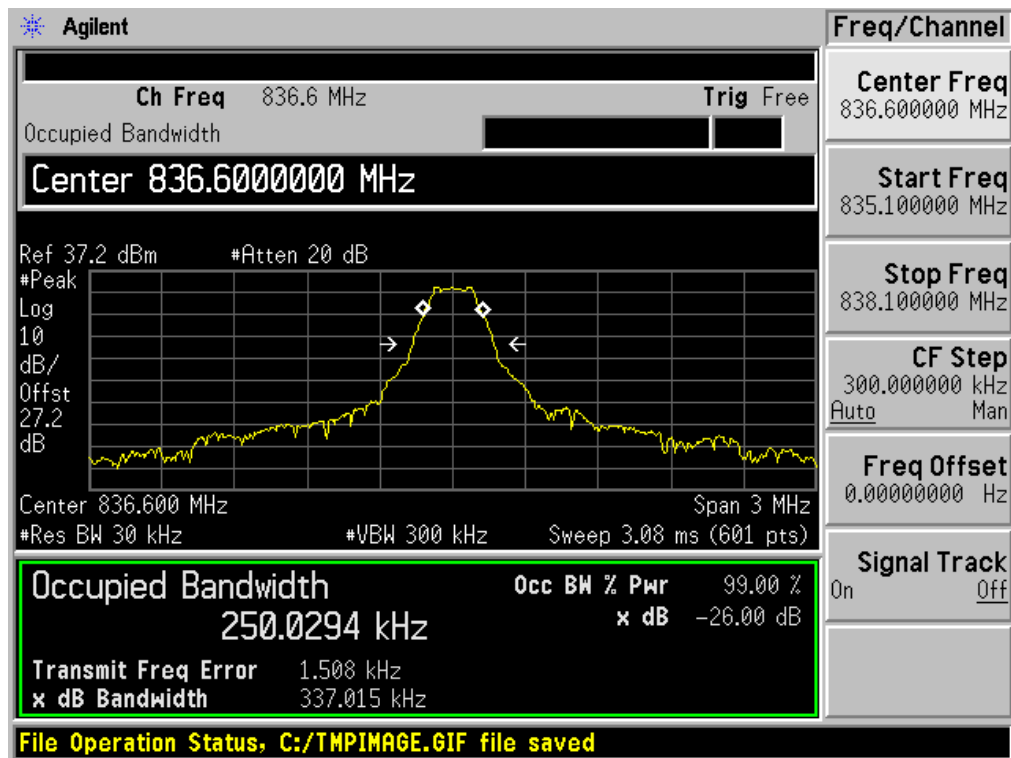 Agilent
Freq/Channel
Ch Freq 836.6 MHz Trig Free
Occupied Bandwidth
Center 836.6000000 MHz
Ref 37.2 dBm #Atten 20 dB
#Peak
Log
10
dB/
Offst
27.2
dB
Center 836.600 MHz Span 3 MHz
#Res BW 30 kHz #VBW 300 kHz Sweep 3.08 ms (601 pts)
Occupied Bandwidth Occ BW % Pwr 99.00 %
250.0294 kHz x dB -26.00 dB
Transmit Freq Error 1.508 kHz
x dB Bandwidth 337.015 kHz
Center Freq
836.600000 MHz
Start Freq
835.100000 MHz
Stop Freq
838.100000 MHz
CF Step
300.000000 kHz
Auto Man
Freq Offset
0.00000000 Hz
Signal Track
On Off
File Operation Status, C:/TMPIMAGE.GIF file saved